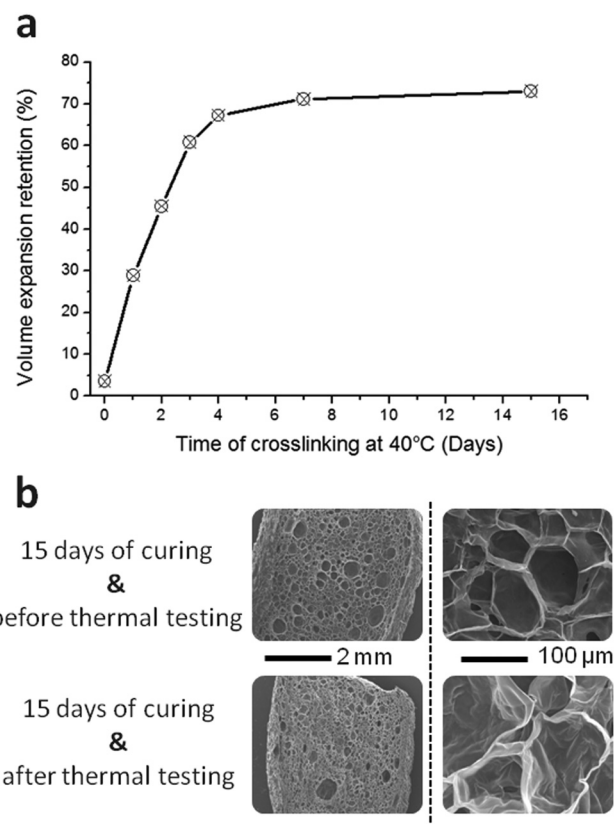 a
Volume expansion retention (%)
80
70
60
50
40
30
20
10
0
0 2 4 6 8 10 12 14 16
Time of crosslinking at 40°C (Days)
b
15 days of curing
&
before thermal testing
2 mm
100 µm
15 days of curing
&
after thermal testing